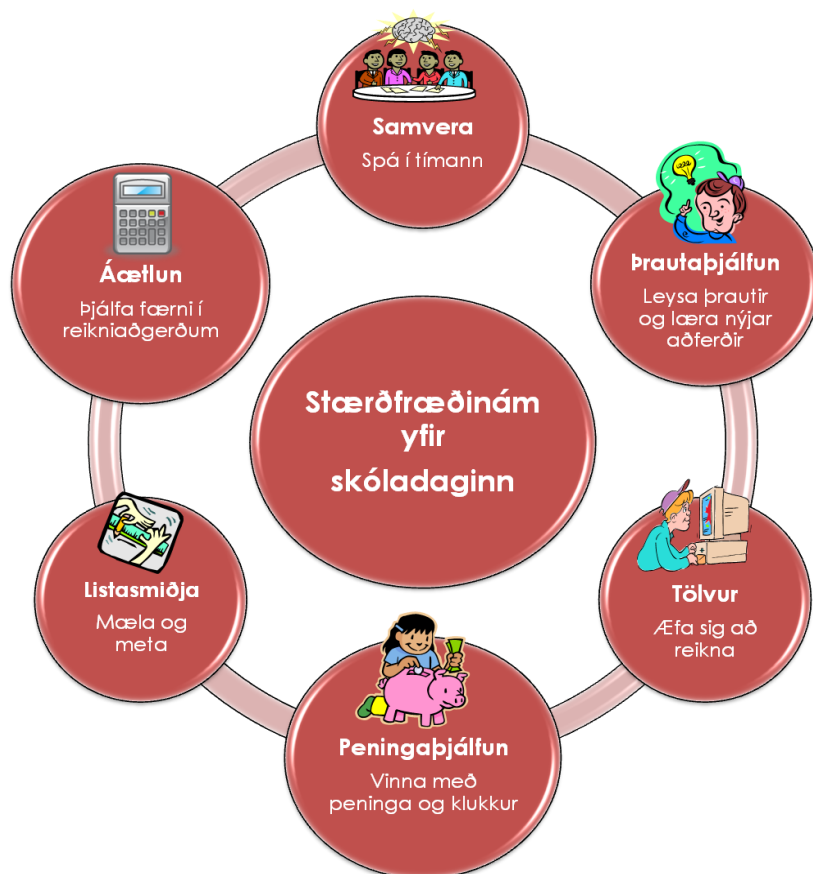 Samvera
Spá í tímann
Þrautaþjálfun
Leysa þrautir
og læra nýjar
aðferðir
Tölvur
Æfa sig að
reikna
Peningaþjálfun
Vinna með
peninga og klukkur
Listasmiðja
Mæla og
meta
Áætlun
Þjálfa færni í
reikniaðgerðum
Stærðfræðinám
yfir
skóladaginn